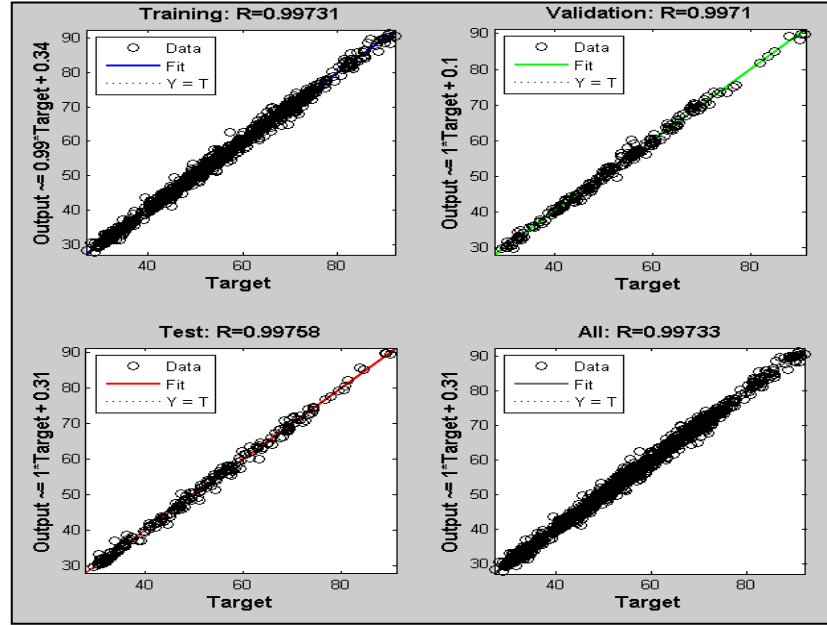 Training: R=0.99731
Output ~= 0.99*Target + 0.34
90
80
70
60
50
40
30
Data
Fit
Y = T
40 60 80
Target
Validation: R=0.9971
Output ~= 1*Target + 0.1
90
80
70
60
50
40
30
Data
Fit
Y = T
40 60 80
Target
Test: R=0.99758
Output ~= 1*Target + 0.31
90
80
70
60
50
40
30
Data
Fit
Y = T
40 60 80
Target
All: R=0.99733
Output ~= 1*Target + 0.31
90
80
70
60
50
40
30
Data
Fit
Y = T
40 60 80
Target